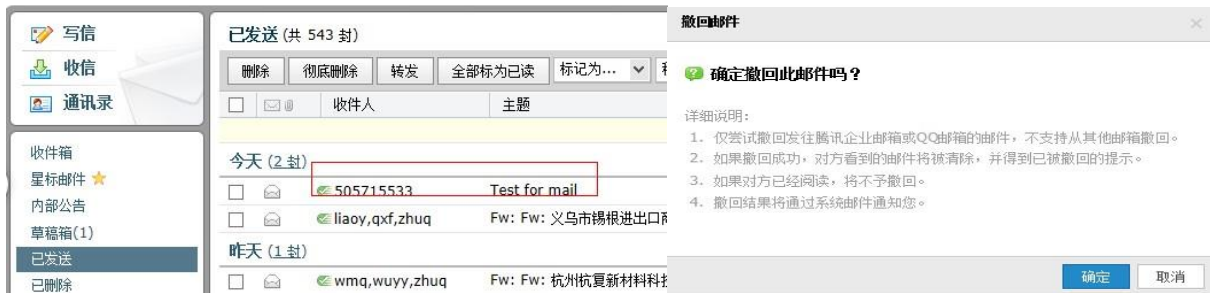 写信
收信
通讯录
收件箱
星标邮件
内部公告
草稿箱(1)
已发送
已删除
已发送 (共 543 封)
删除 彻底删除 转发 全部标为已读 标记为...
收件人 主题
今天 (2 封)
505715533 Test for mail
liaoy,qxf,zhuq Fw: Fw: 义乌市锡根进出口商
昨天 (1 封)
wmq,wuyy,zhuq Fw: Fw: 杭州杭复新材料科技
撤回邮件
确定撤回此邮件吗？
详细说明：
1. 仅尝试撤回发往腾讯企业邮箱或QQ邮箱的邮件，不支持从其他邮箱撤回。
2. 如果撤回成功，对方看到的邮件将被清除，并得到已被撤回的提示。
3. 如果对方已经阅读，将不予撤回。
4. 撤回结果将通过系统邮件通知您。
确定 取消